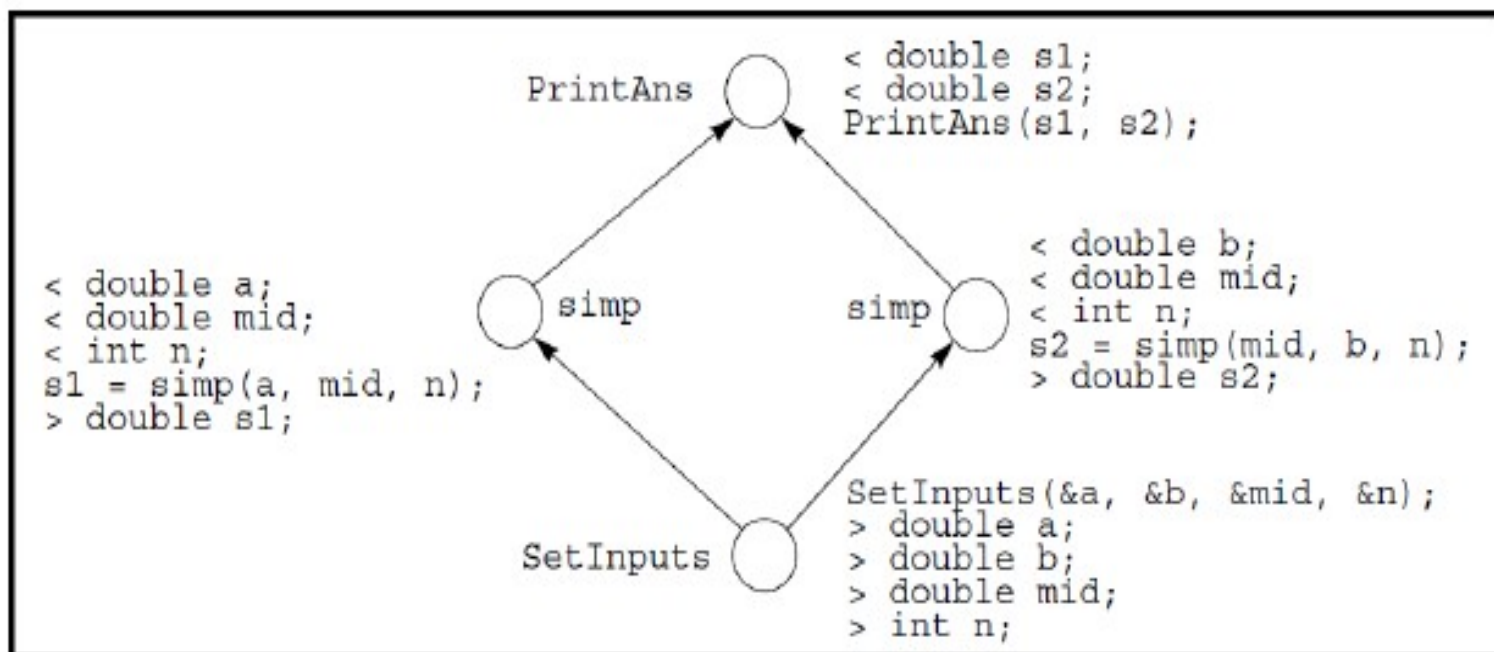 PrintAns
< double s1;
< double s2;
PrintAns(s1, s2);
< double a;
< double mid;
< int n;
s1 = simp(a, mid, n);
> double s1;
simp
simp
< double b;
< double mid;
< int n;
s2 = simp(mid, b, n);
> double s2;
SetInputs
SetInputs(&a, &b, &mid, &n);
> double a;
> double b;
> double mid;
> int n;